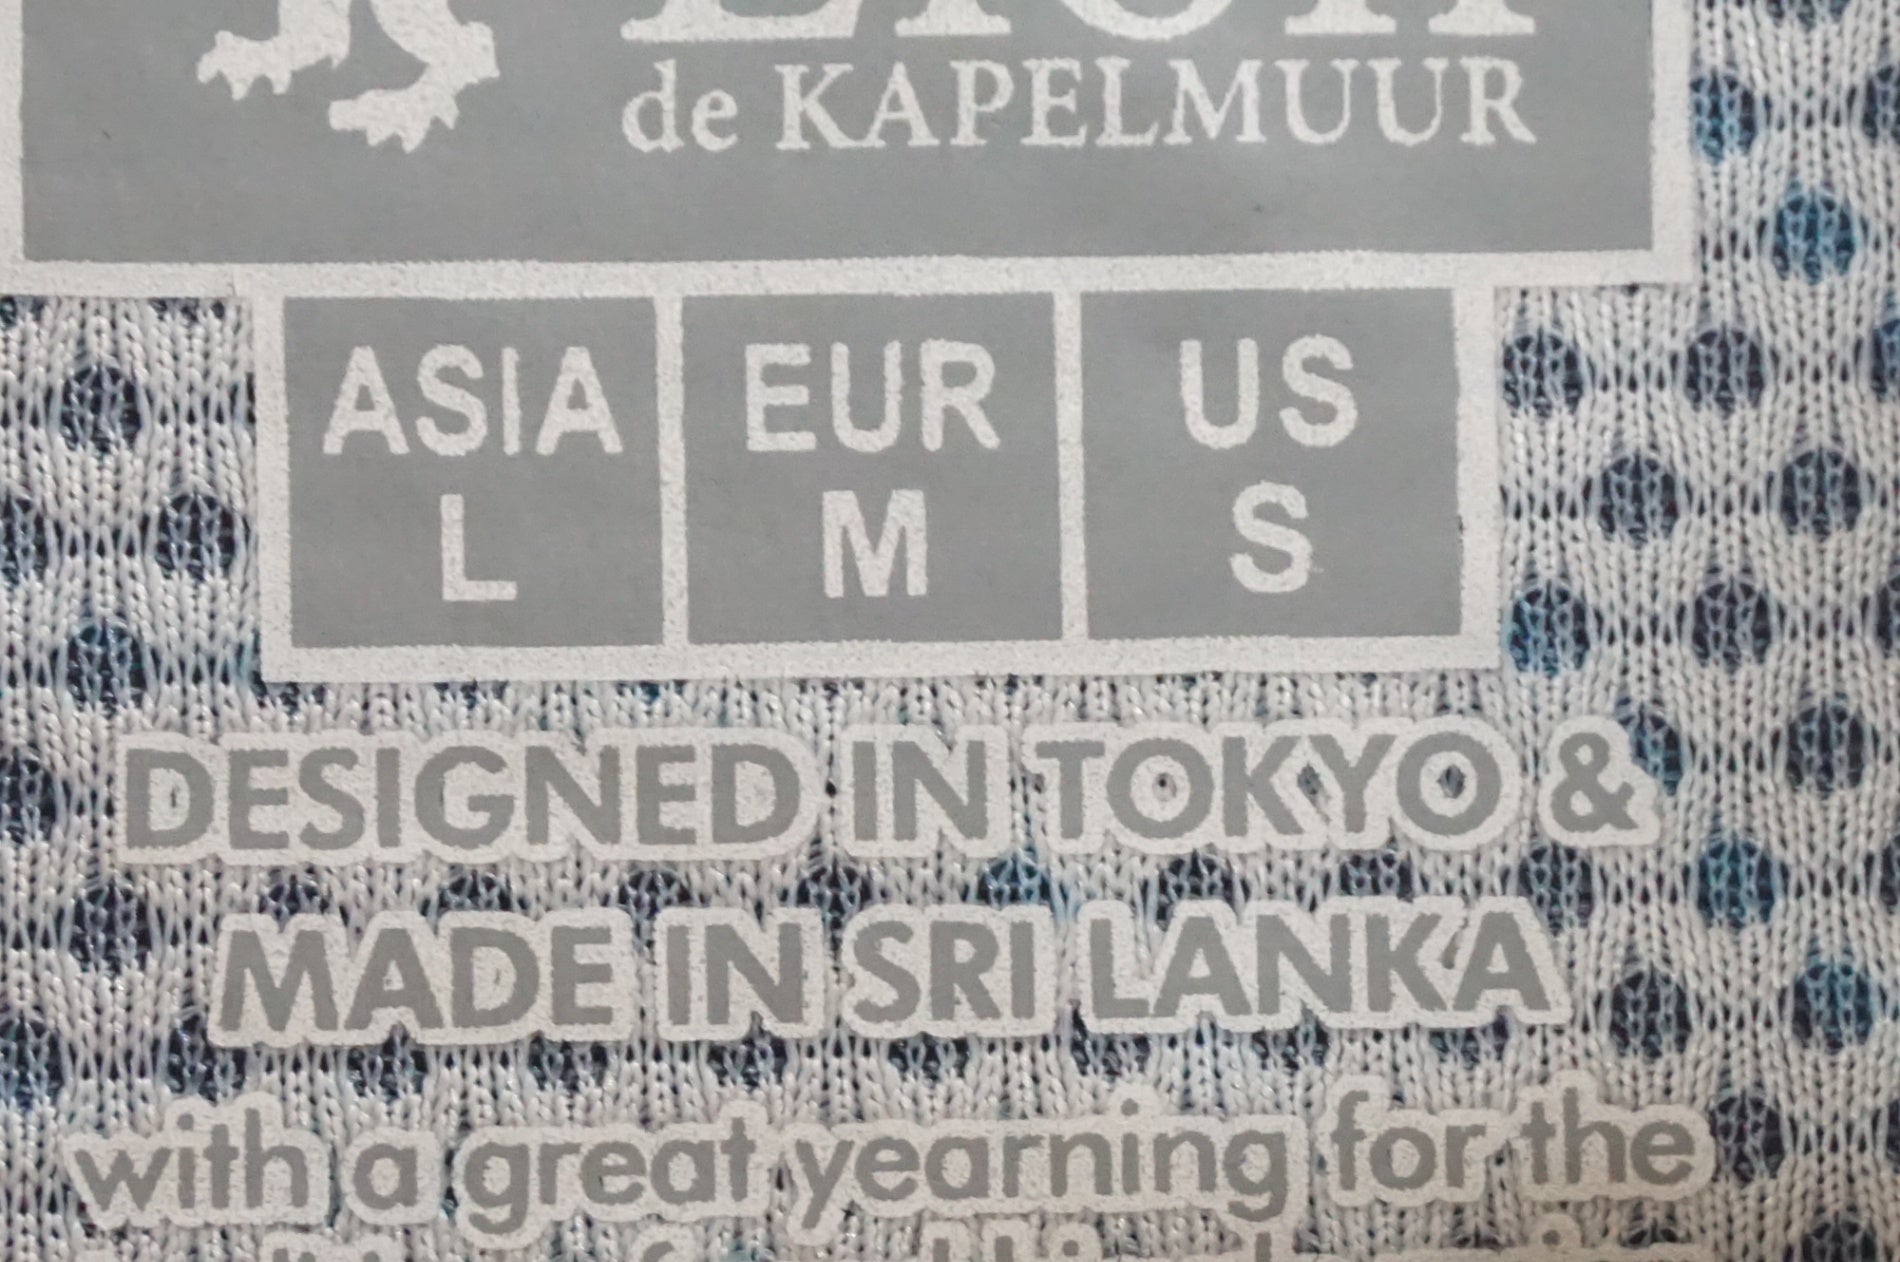 de KAPELMUUR
ASIA EUR US
L M S
DESIGNED IN TOKYO &
MADE IN SRI LANKA
with a great yearning for the